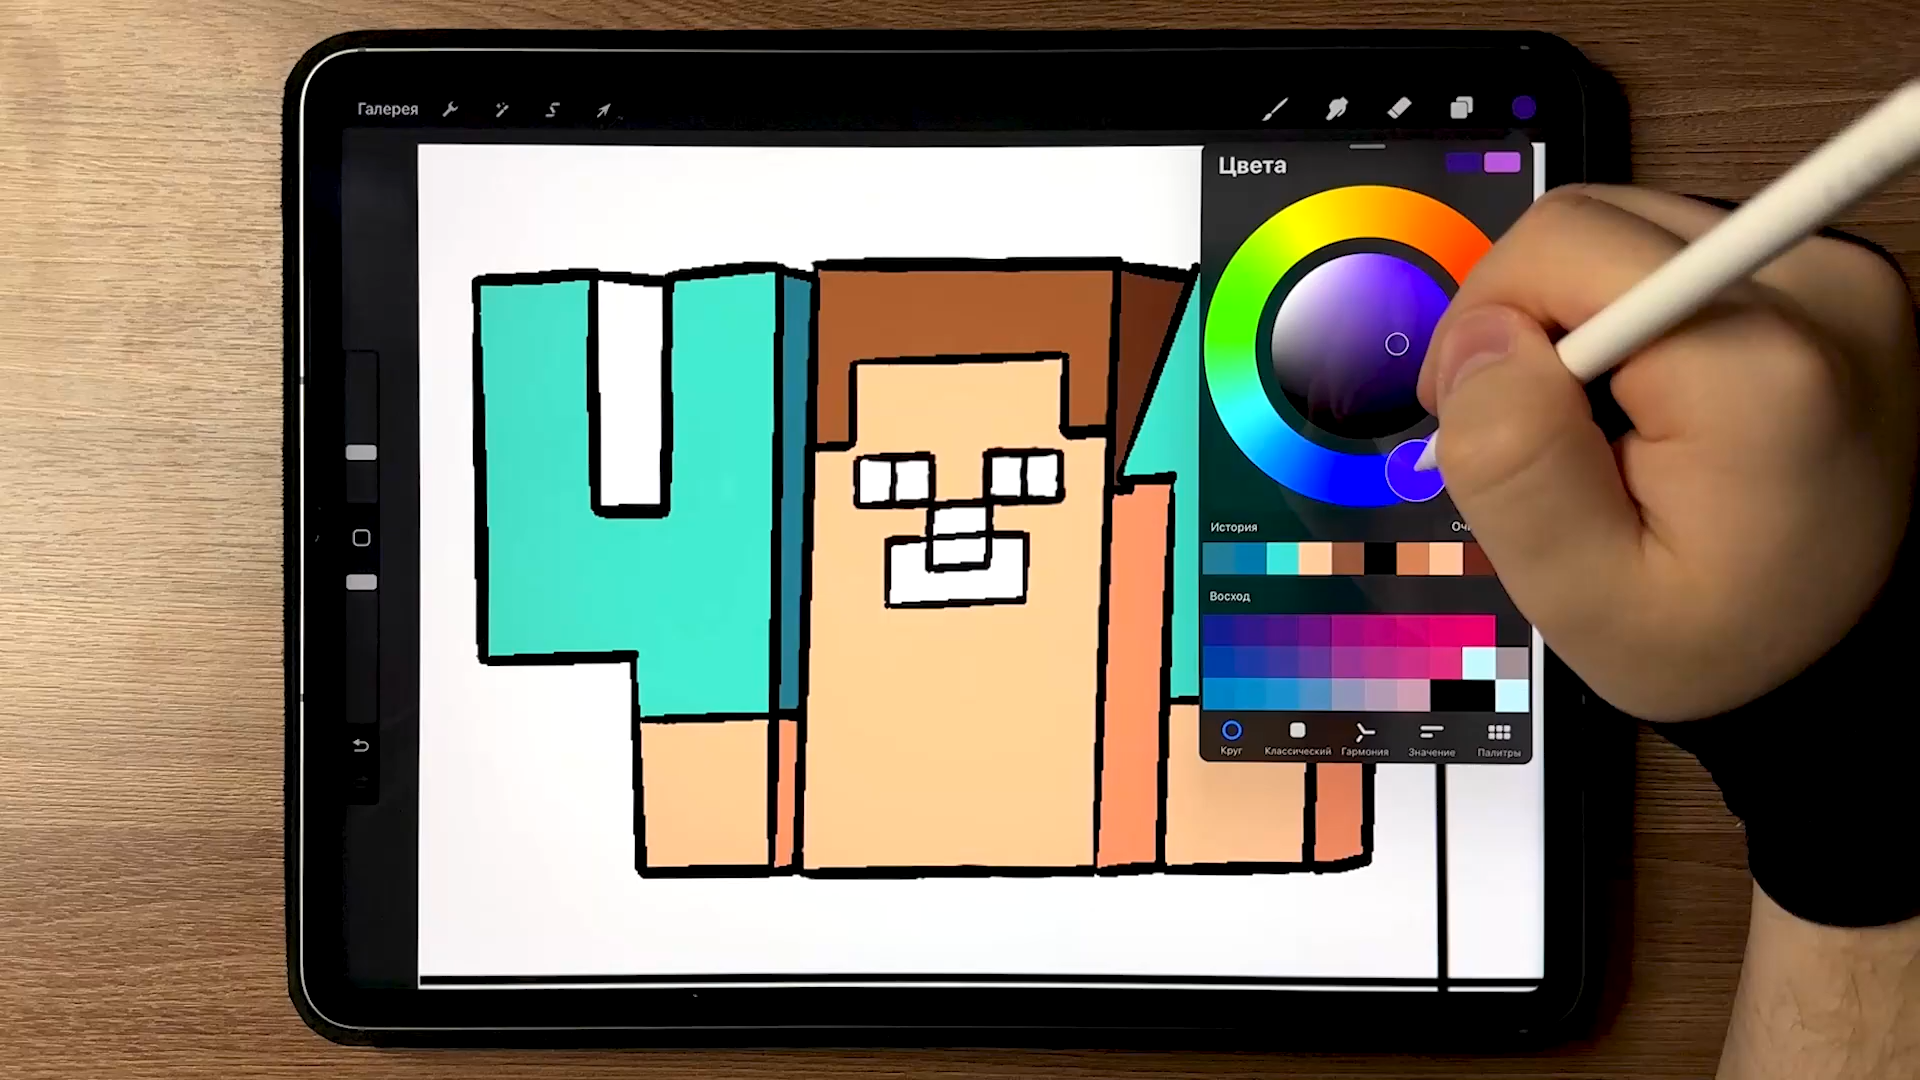 Галерея
Цвета
История
Восход
Круг
Классический
Гармония
Значение
Палитры